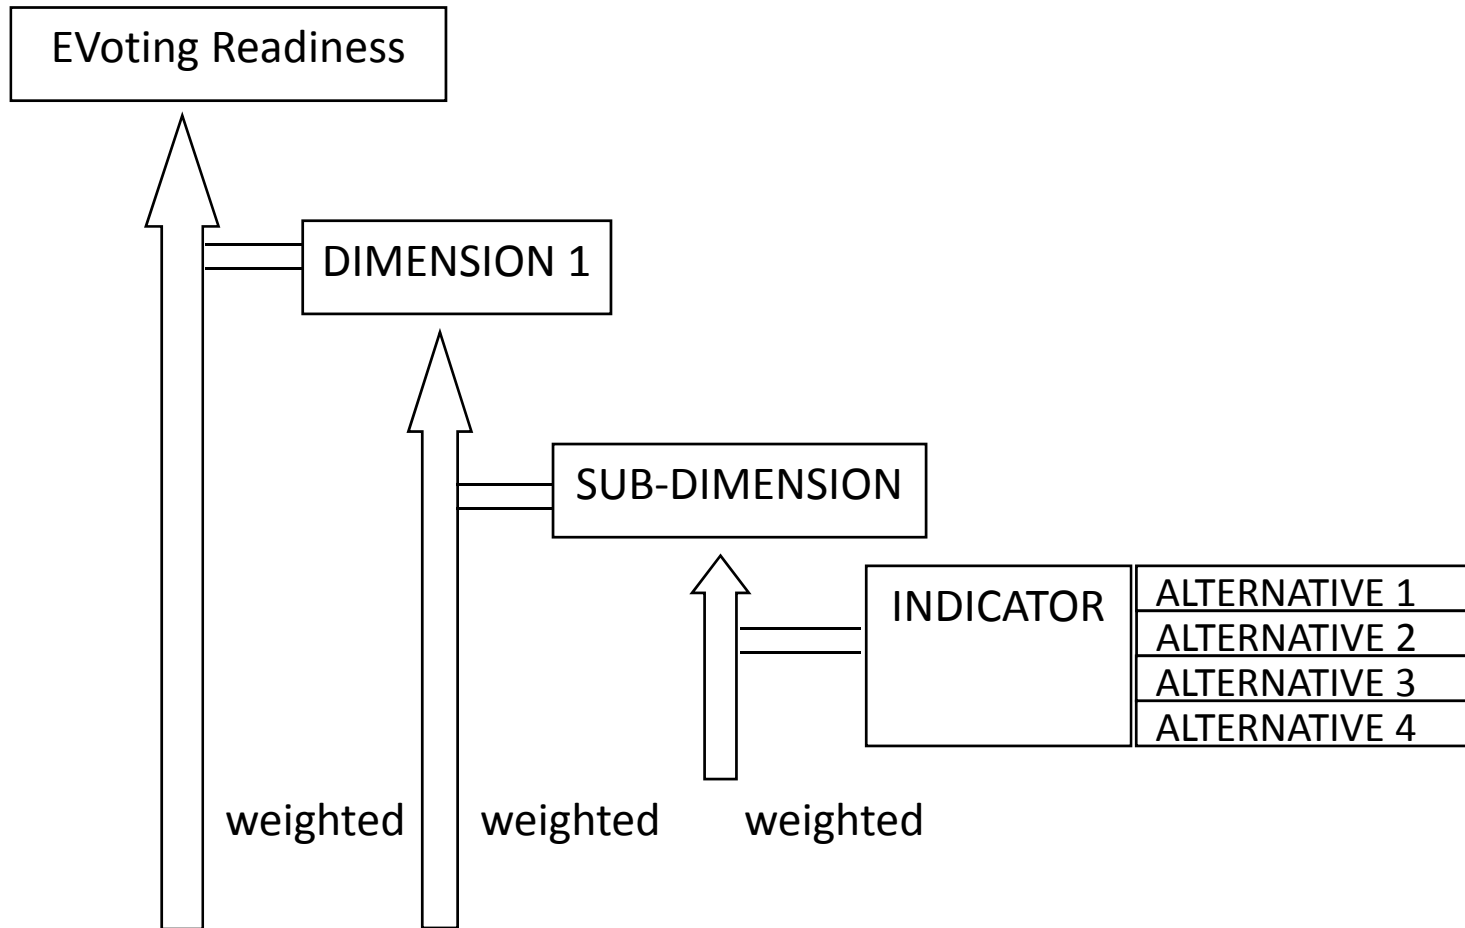 EVoting Readiness
DIMENSION 1
SUB-DIMENSION
INDICATOR
ALTERNATIVE 1
ALTERNATIVE 2
ALTERNATIVE 3
ALTERNATIVE 4
weighted
weighted
weighted